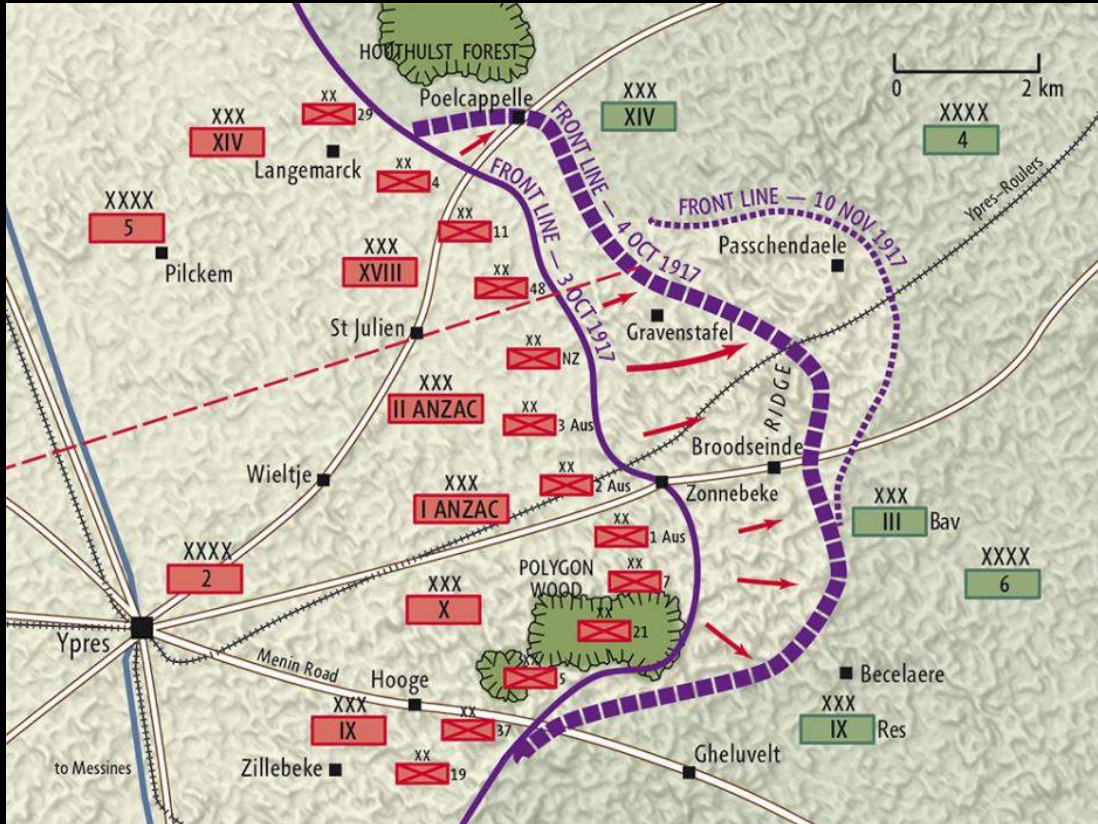 HOUTHULST FOREST
0 2 km
Poelcappelle
XX
29
XXX
XIV
Langemarck
XXX
XIV
XXXX
4
Ypres–Roulers
XX
4
FRONT LINE — 3 OCT 1917
FRONT LINE — 4 OCT 1917
FRONT LINE — 10 NOV 1917
XXXX
5
Pilckem
XX
11
Passchendaele
XXX
XVIII
XX
48
St Julien
Gravenstafel
XX
NZ
RIDGE
XXX
II ANZAC
XX
3 Aus
Broodseinde
Wieltje
XX
2 Aus
Zonnebeke
XXX
I ANZAC
XX
1 Aus
XXX
III Bav
XXXX
2
POLYGON
WOOD
XX
7
XXXX
6
XXX
X
XX
21
Ypres
Menin Road
XX
5
Hooge
Becelaere
XXX
IX
XX
37
XXX
IX Res
to Messines
Zillebeke
XX
19
Gheluvelt